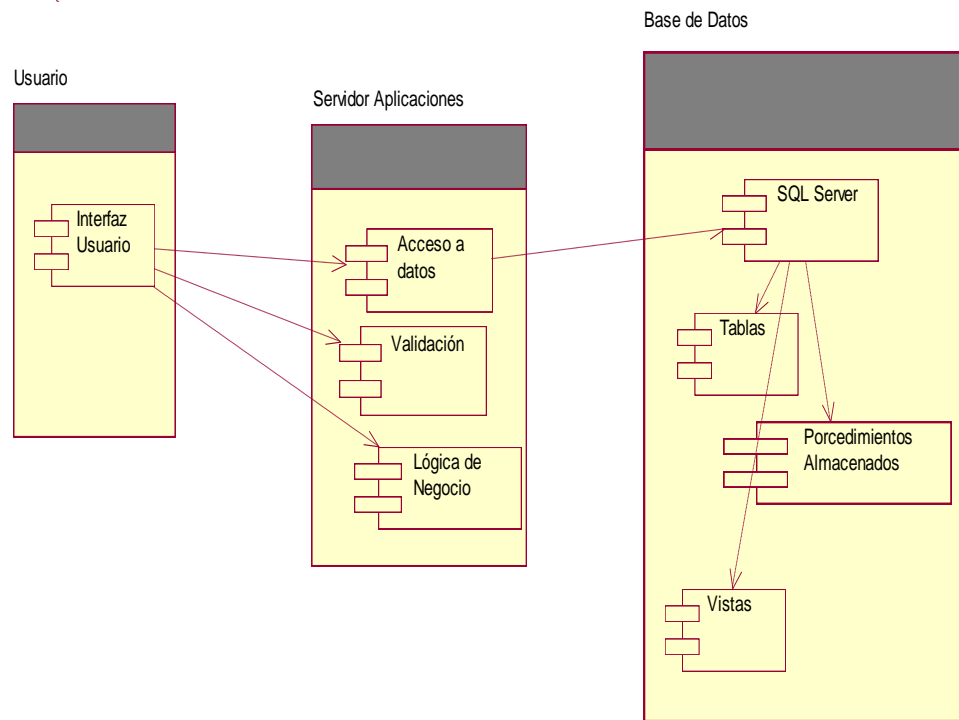 Base de Datos
Usuario
Servidor Aplicaciones
Interfaz
Usuario
Acceso a
datos
Validación
Lógica de
Negocio
SQL Server
Tablas
Porcedimientos
Almacenados
Vistas